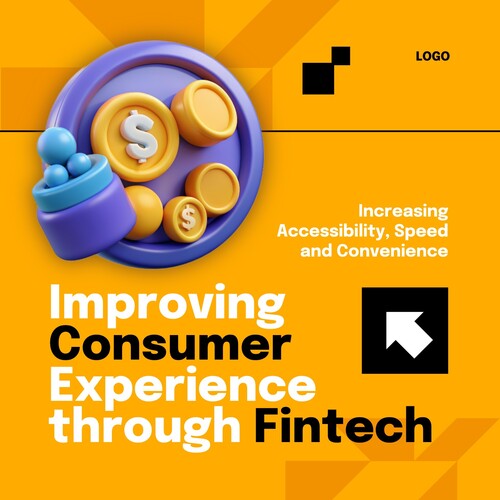 LOGO
$
$
Increasing
Accessibility, Speed
and Convenience
Improving
Consumer
Experience
through Fintech